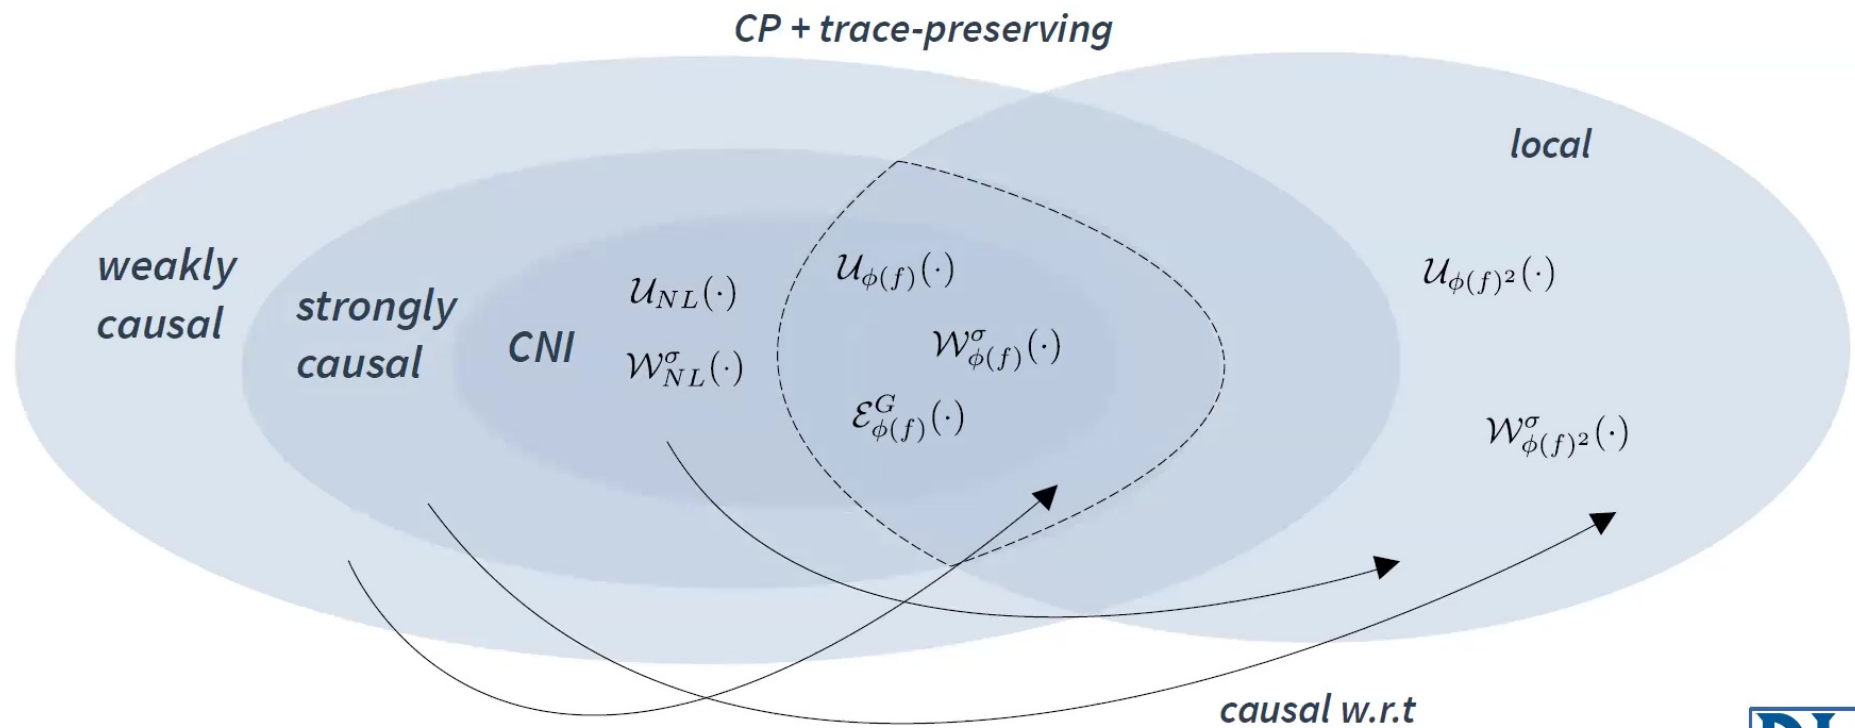 CP + trace-preserving
local
weakly
causal
strongly
causal
CNI
𝒰_{NL}(·)
𝒲^σ_{NL}(·)
𝒰_{ϕ(f)}(·)
𝒲^σ_{ϕ(f)}(·)
ℰ^G_{ϕ(f)}(·)
𝒰_{ϕ(f)²}(·)
𝒲^σ_{ϕ(f)²}(·)
causal w.r.t